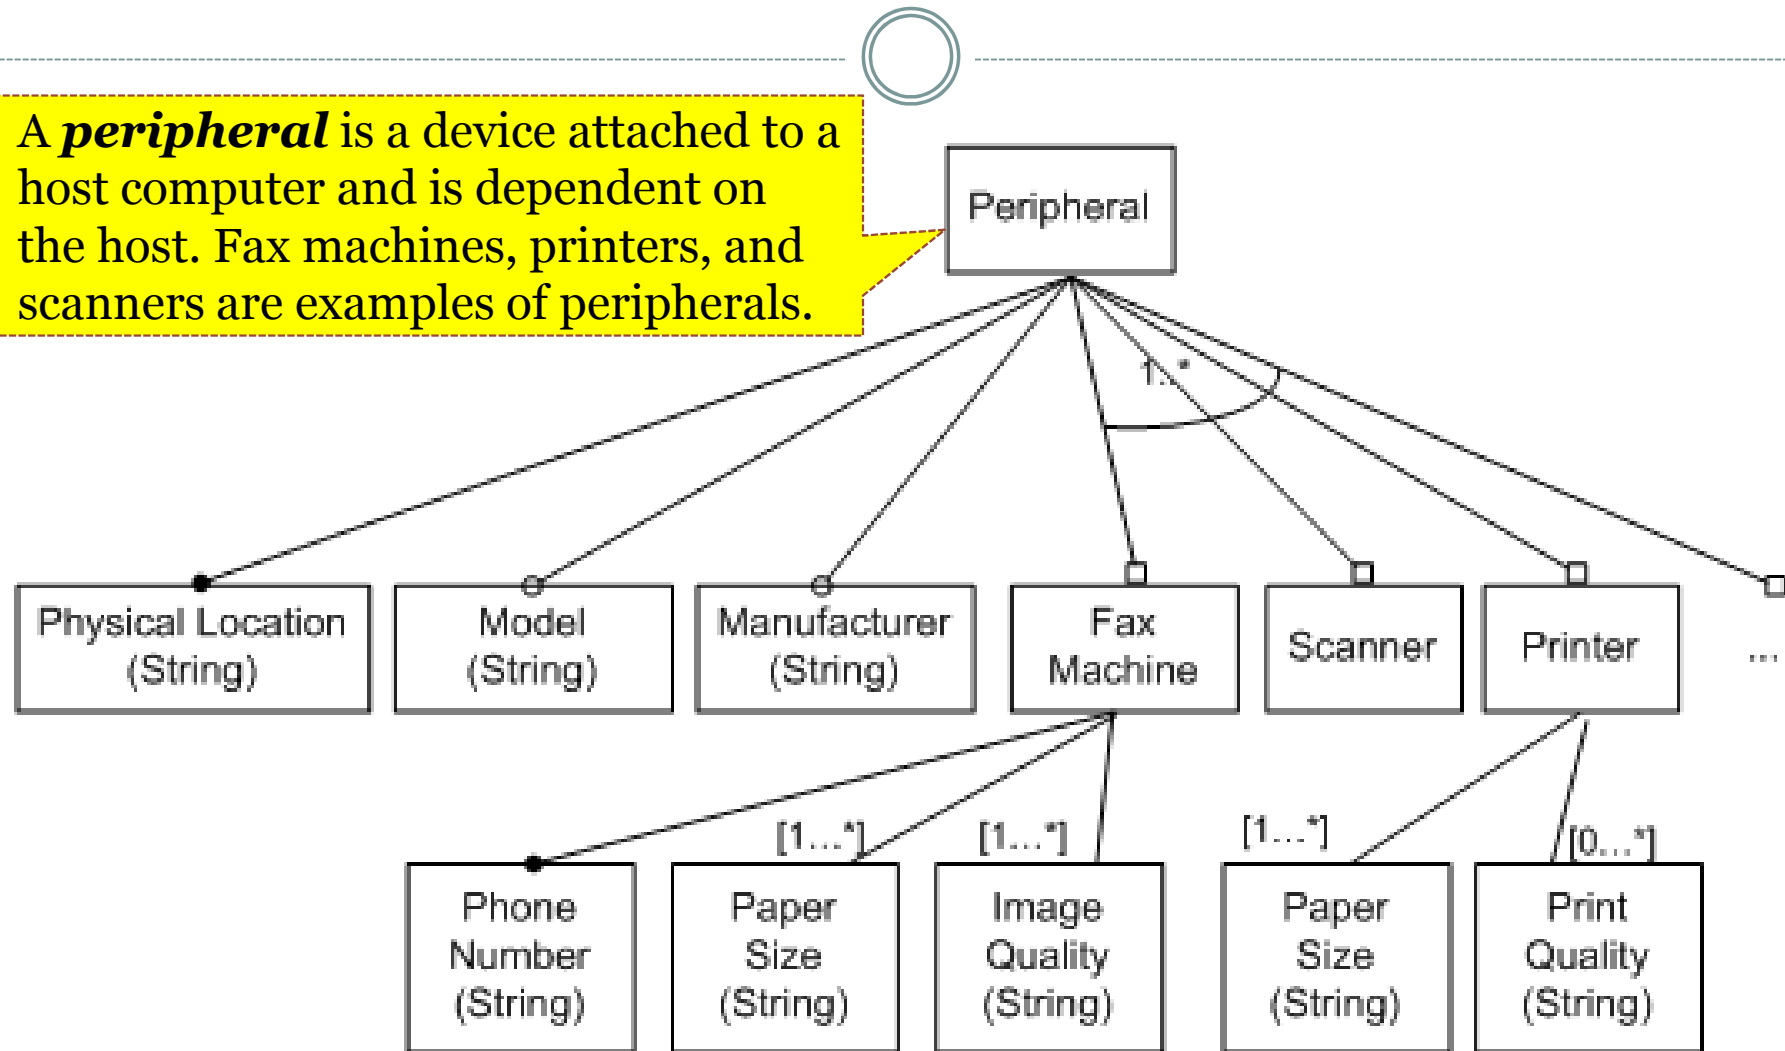 A peripheral is a device attached to a
host computer and is dependent on
the host. Fax machines, printers, and
scanners are examples of peripherals.
Peripheral
1..*
Physical Location
(String)
Model
(String)
Manufacturer
(String)
Fax
Machine
Scanner
Printer
...
[1...*]
[1...*]
[1...*]
[0...*]
Phone
Number
(String)
Paper
Size
(String)
Image
Quality
(String)
Paper
Size
(String)
Print
Quality
(String)